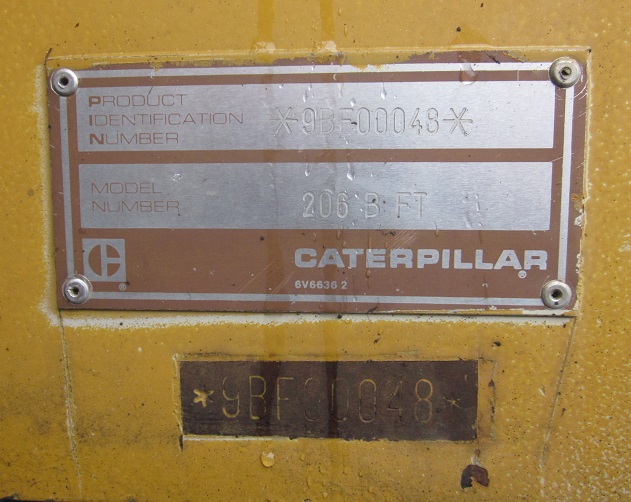 PRODUCT
IDENTIFICATION
NUMBER
*9BF00048*
MODEL
NUMBER
206 B FT
C
®
CATERPILLAR®
6V6636 2
*9BF00048*